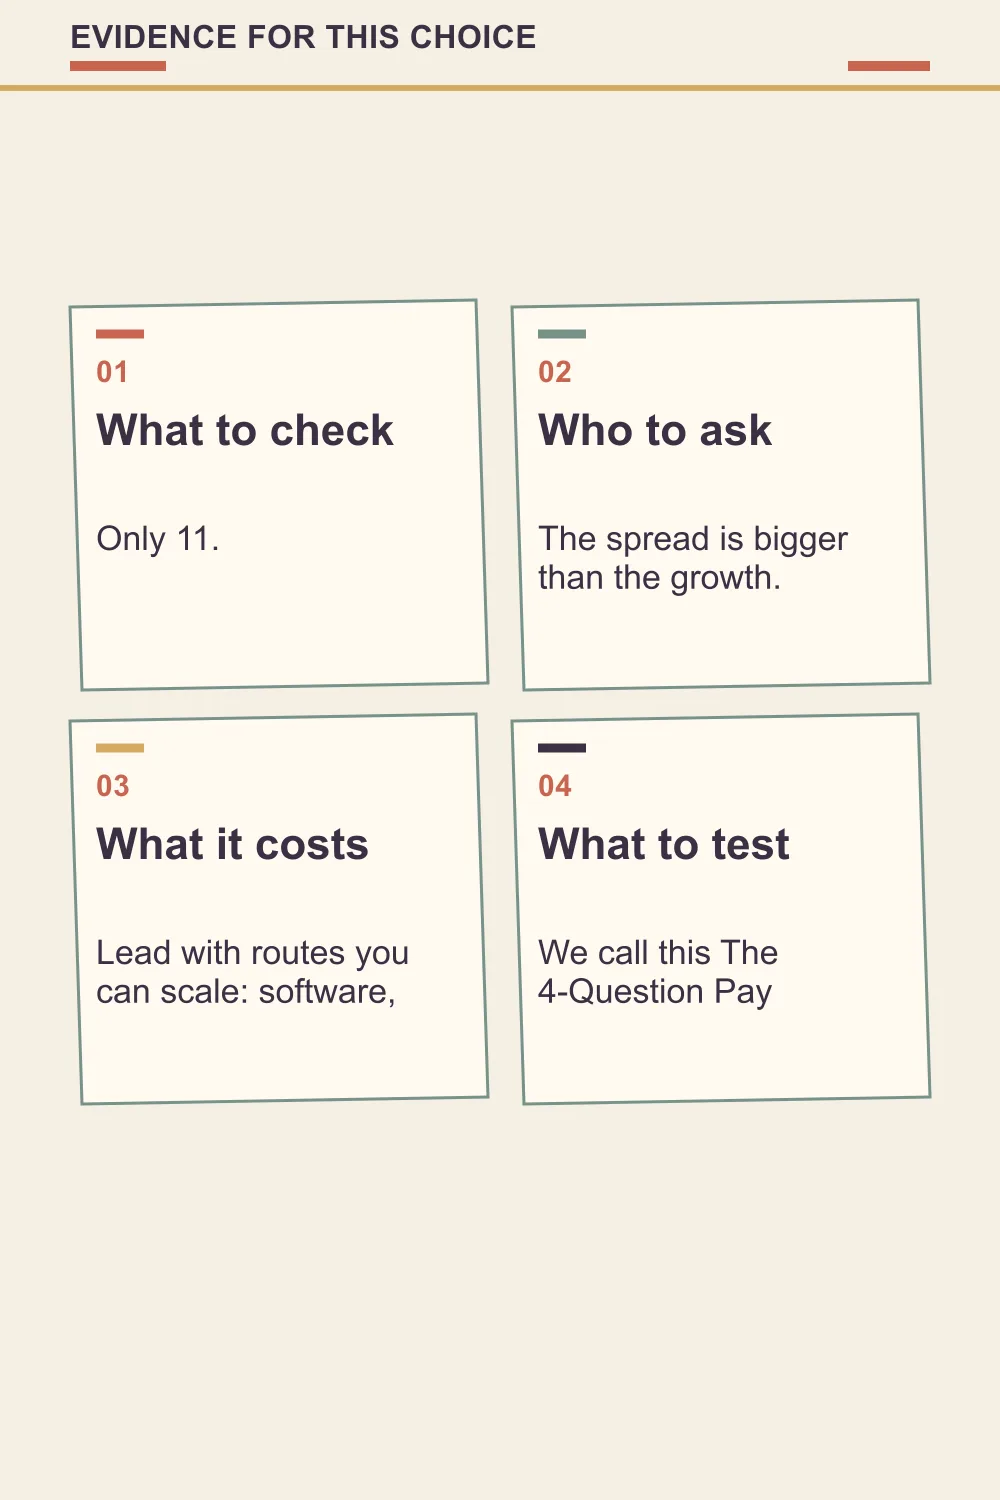 EVIDENCE FOR THIS CHOICE
01
What to check
Only 11.
02
Who to ask
The spread is bigger
than the growth.
03
What it costs
Lead with routes you
can scale: software,
04
What to test
We call this The
4-Question Pay